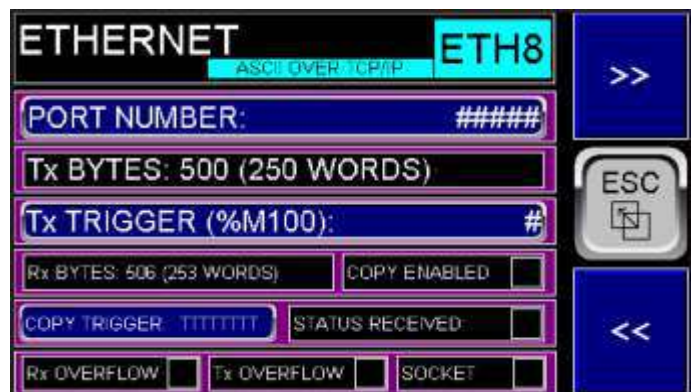 ETHERNET
ETH8
ASCII OVER TCP/IP
>>
PORT NUMBER: #####
Tx BYTES: 500 (250 WORDS)
ESC
Tx TRIGGER (%M100): #
Rx BYTES: 506 (253 WORDS) COPY ENABLED
COPY TRIGGER: TTTTTTTT STATUS RECEIVED:
<<
Rx OVERFLOW Tx OVERFLOW SOCKET